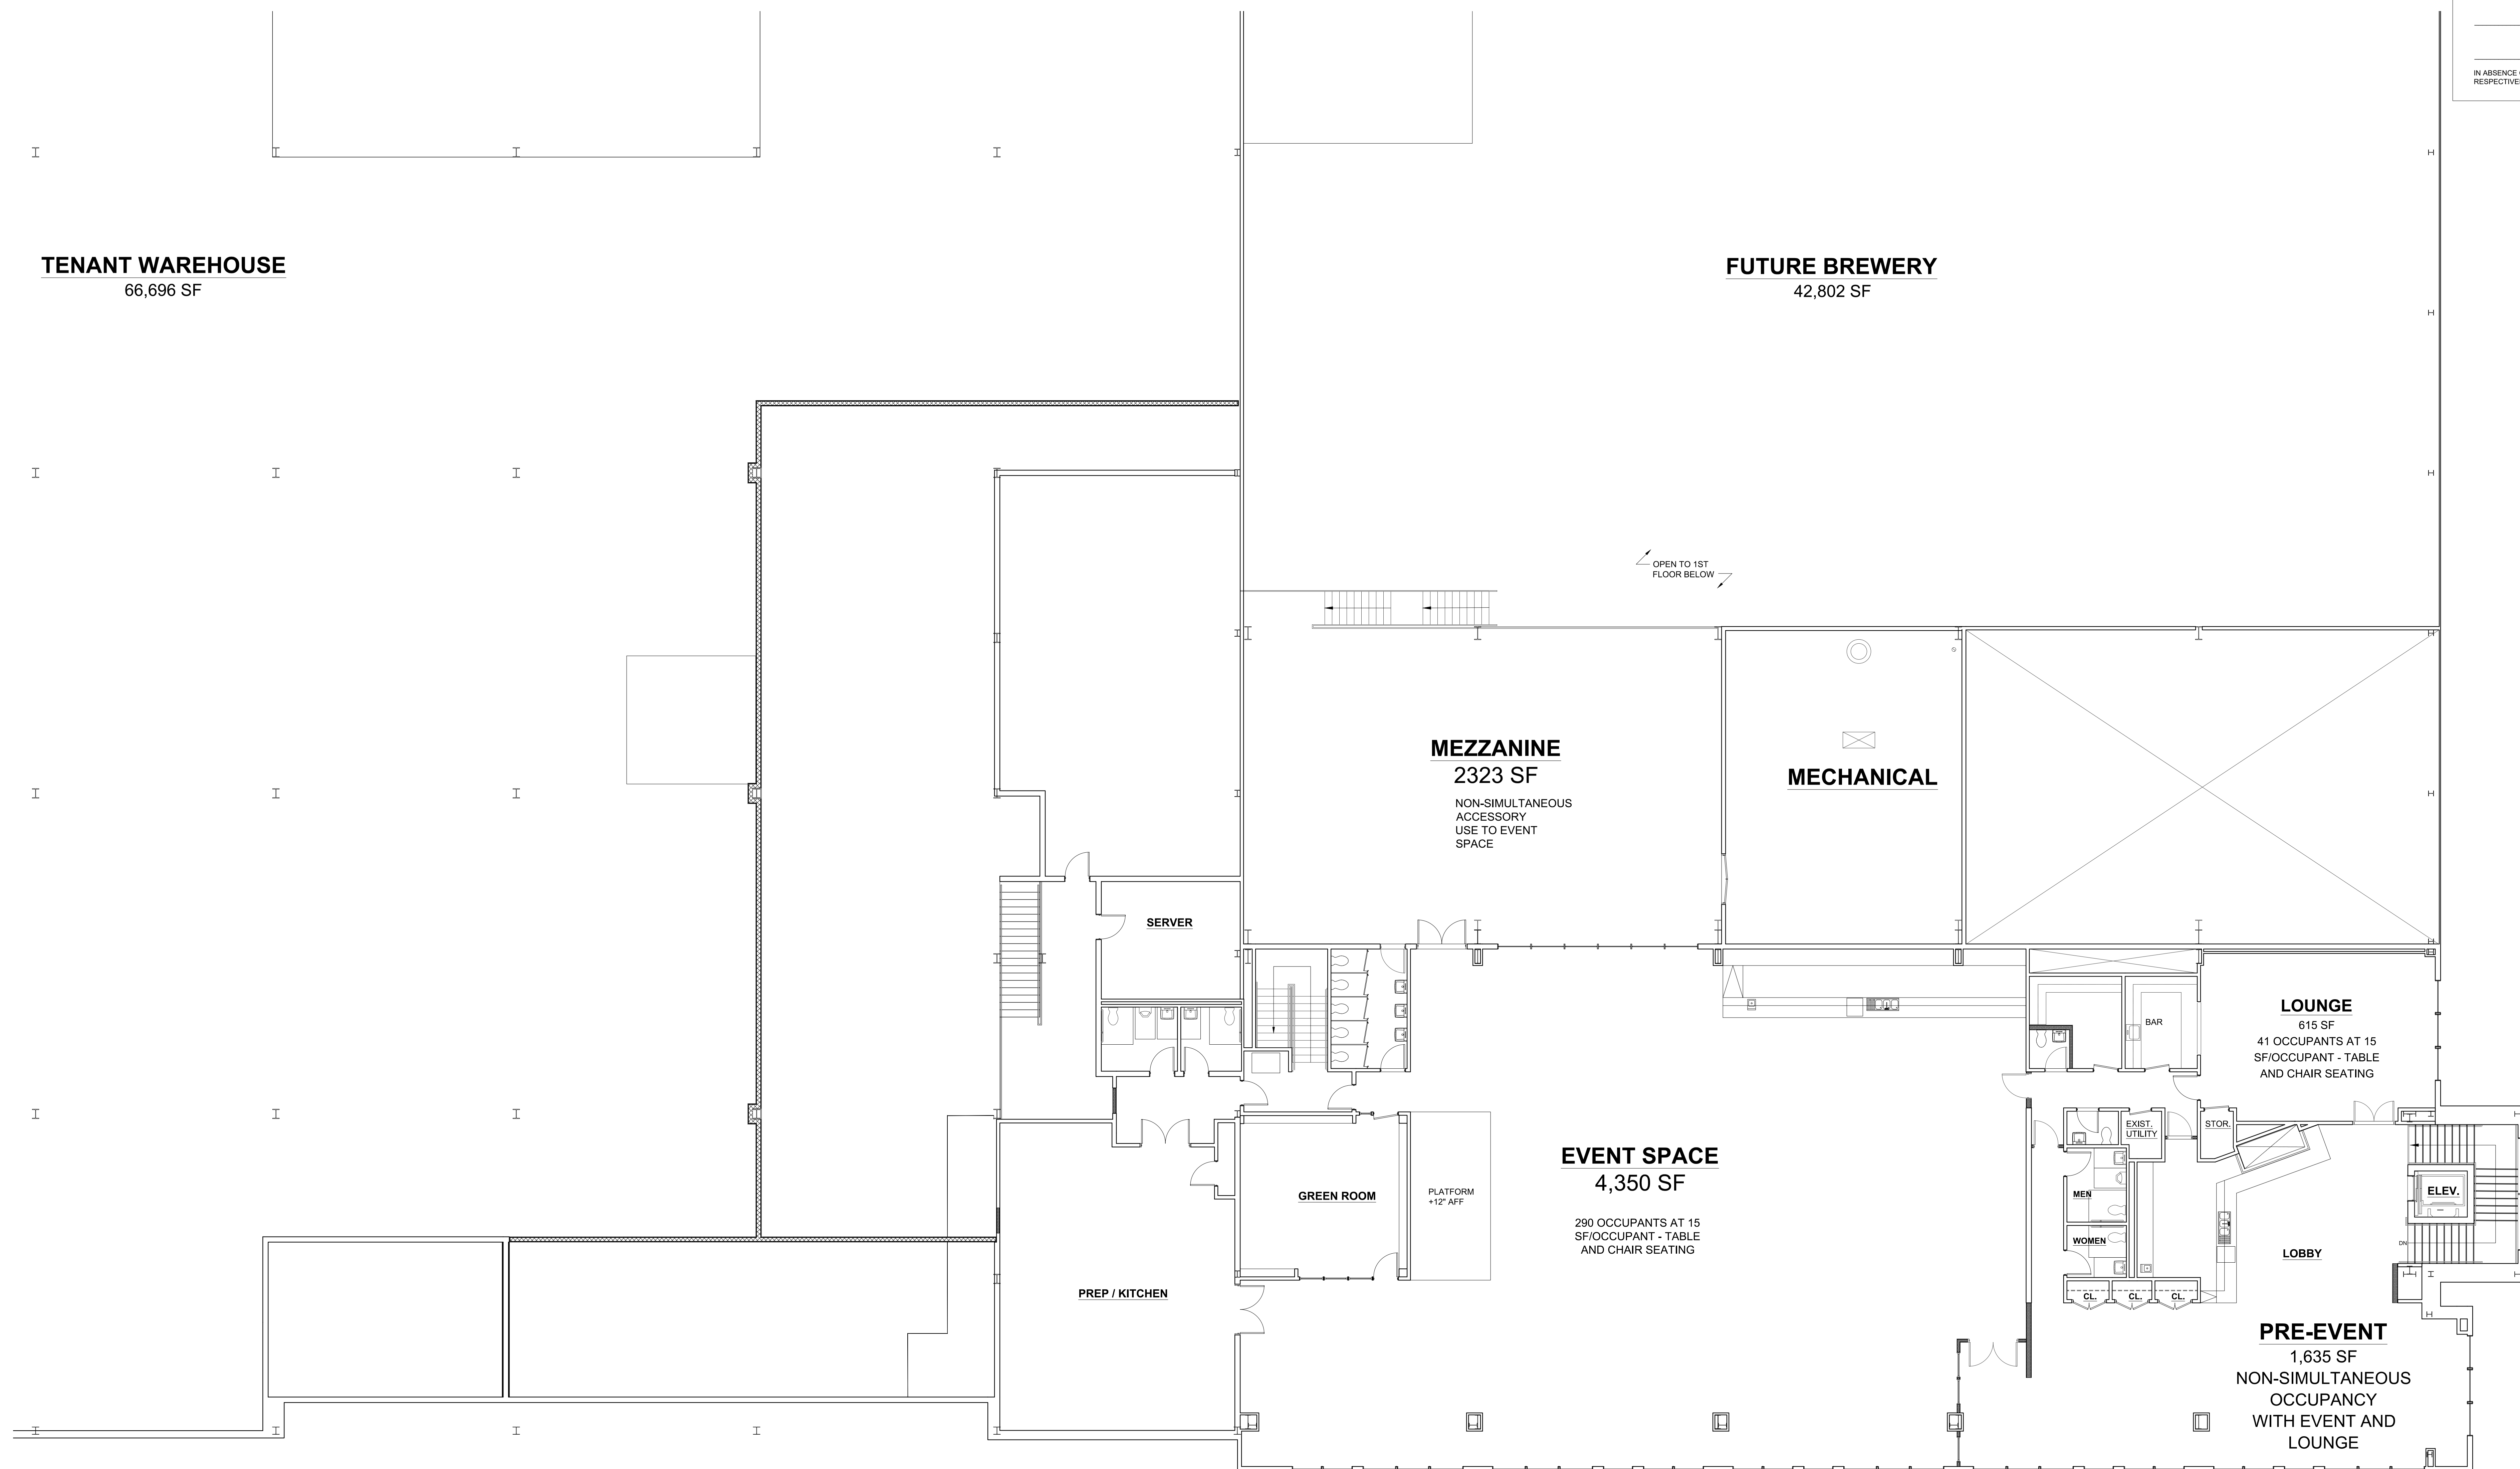 IN ABSENCE
TENANT WAREHOUSE
66,696 SF
FUTURE BREWERY
42,802 SF
OPEN TO 1ST
FLOOR BELOW
MEZZANINE
2323 SF
NON-SIMULTANEOUS
ACCESSORY
USE TO EVENT
SPACE
MECHANICAL
SERVER
LOUNGE
615 SF
41 OCCUPANTS AT 15
SF/OCCUPANT - TABLE
AND CHAIR SEATING
BAR
EXIST.
UTILITY
STOR.
EVENT SPACE
4,350 SF
290 OCCUPANTS AT 15
SF/OCCUPANT - TABLE
AND CHAIR SEATING
GREEN ROOM
PLATFORM
+12" AFF
MEN
WOMEN
ELEV.
DN
LOBBY
PREP / KITCHEN
CL.
CL.
CL.
PRE-EVENT
1,635 SF
NON-SIMULTANEOUS
OCCUPANCY
WITH EVENT AND
LOUNGE